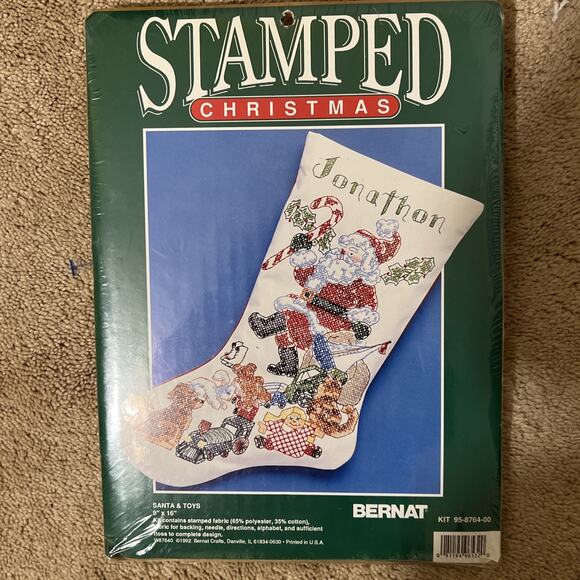 STAMPED
CHRISTMAS
Jonathon
SANTA & TOYS
9" x 16"
Kit contains stamped fabric (65% polyester, 35% cotton),
fabric for backing, needle, directions, alphabet, and sufficient
floss to complete design.
W87640 ©1992 Bernat Crafts, Danville, IL 61834-0630 • Printed in U.S.A.
BERNAT®
KIT 95-8764-00